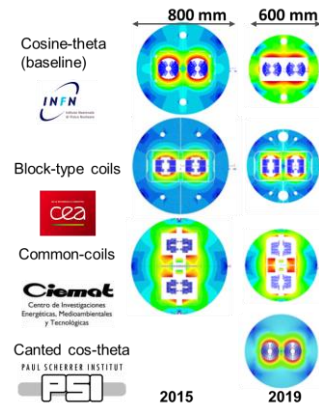 800 mm
600 mm
Cosine-theta
(baseline)
INFN
Block-type coils
cea
Common-coils
Ciemat
Centro de Investigaciones
Energéticas, Medioambientales
y Tecnológicas
Canted cos-theta
PAUL SCHERRER INSTITUT
PSI
2015
2019